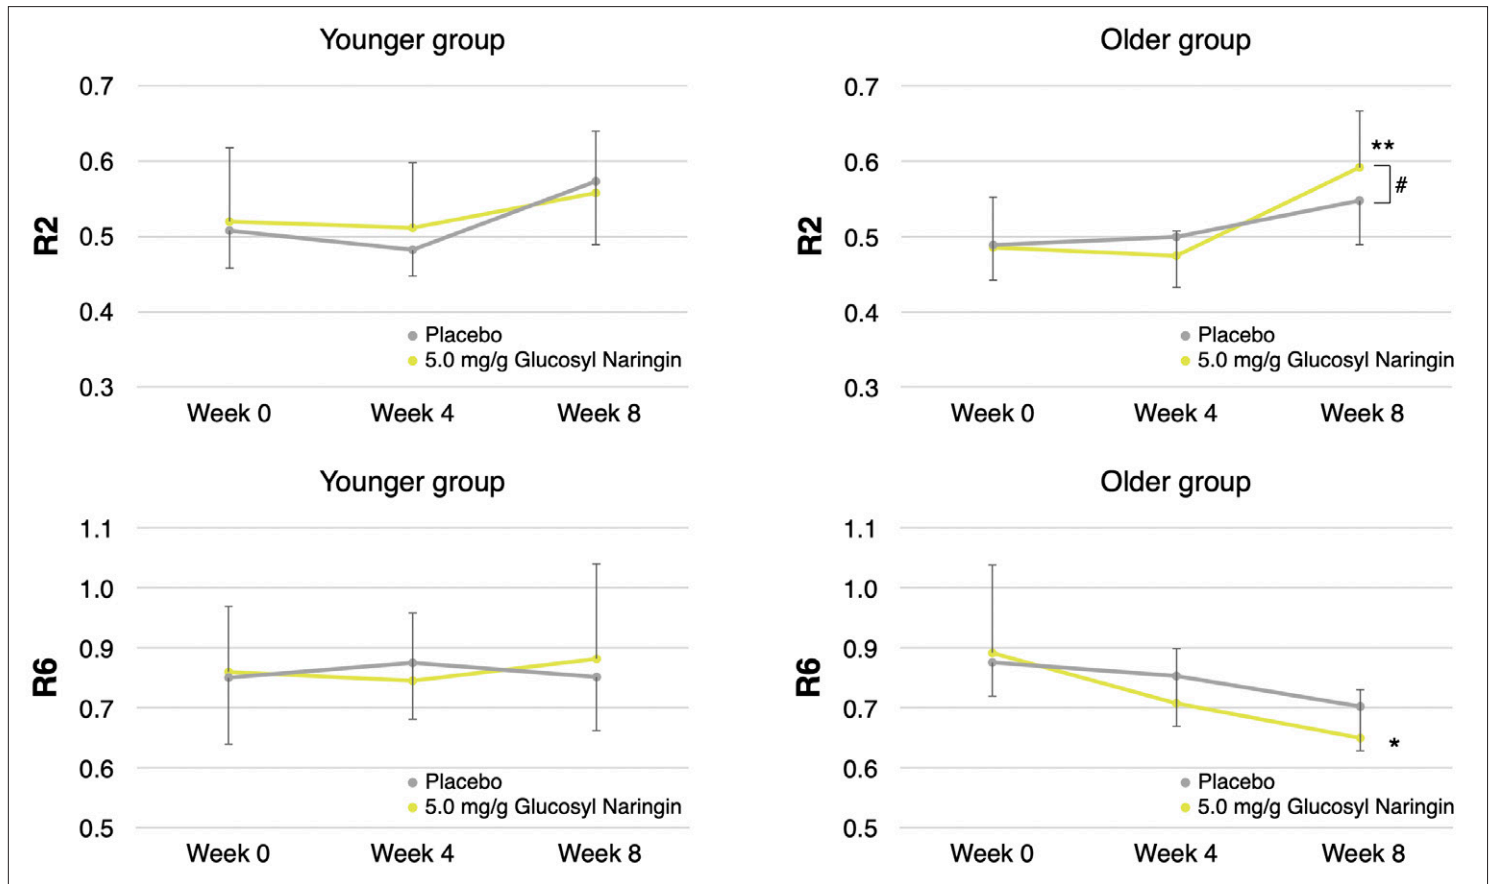 Younger group
0.7
0.6
0.5
0.4
0.3
R2
Placebo
5.0 mg/g Glucosyl Naringin
Week 0 Week 4 Week 8
Older group
0.7
0.6
0.5
0.4
0.3
R2
**
#
Placebo
5.0 mg/g Glucosyl Naringin
Week 0 Week 4 Week 8
Younger group
1.1
1.0
0.9
0.7
0.6
0.5
R6
Placebo
5.0 mg/g Glucosyl Naringin
Week 0 Week 4 Week 8
Older group
1.1
1.0
0.9
0.7
0.6
0.5
R6
*
Placebo
5.0 mg/g Glucosyl Naringin
Week 0 Week 4 Week 8